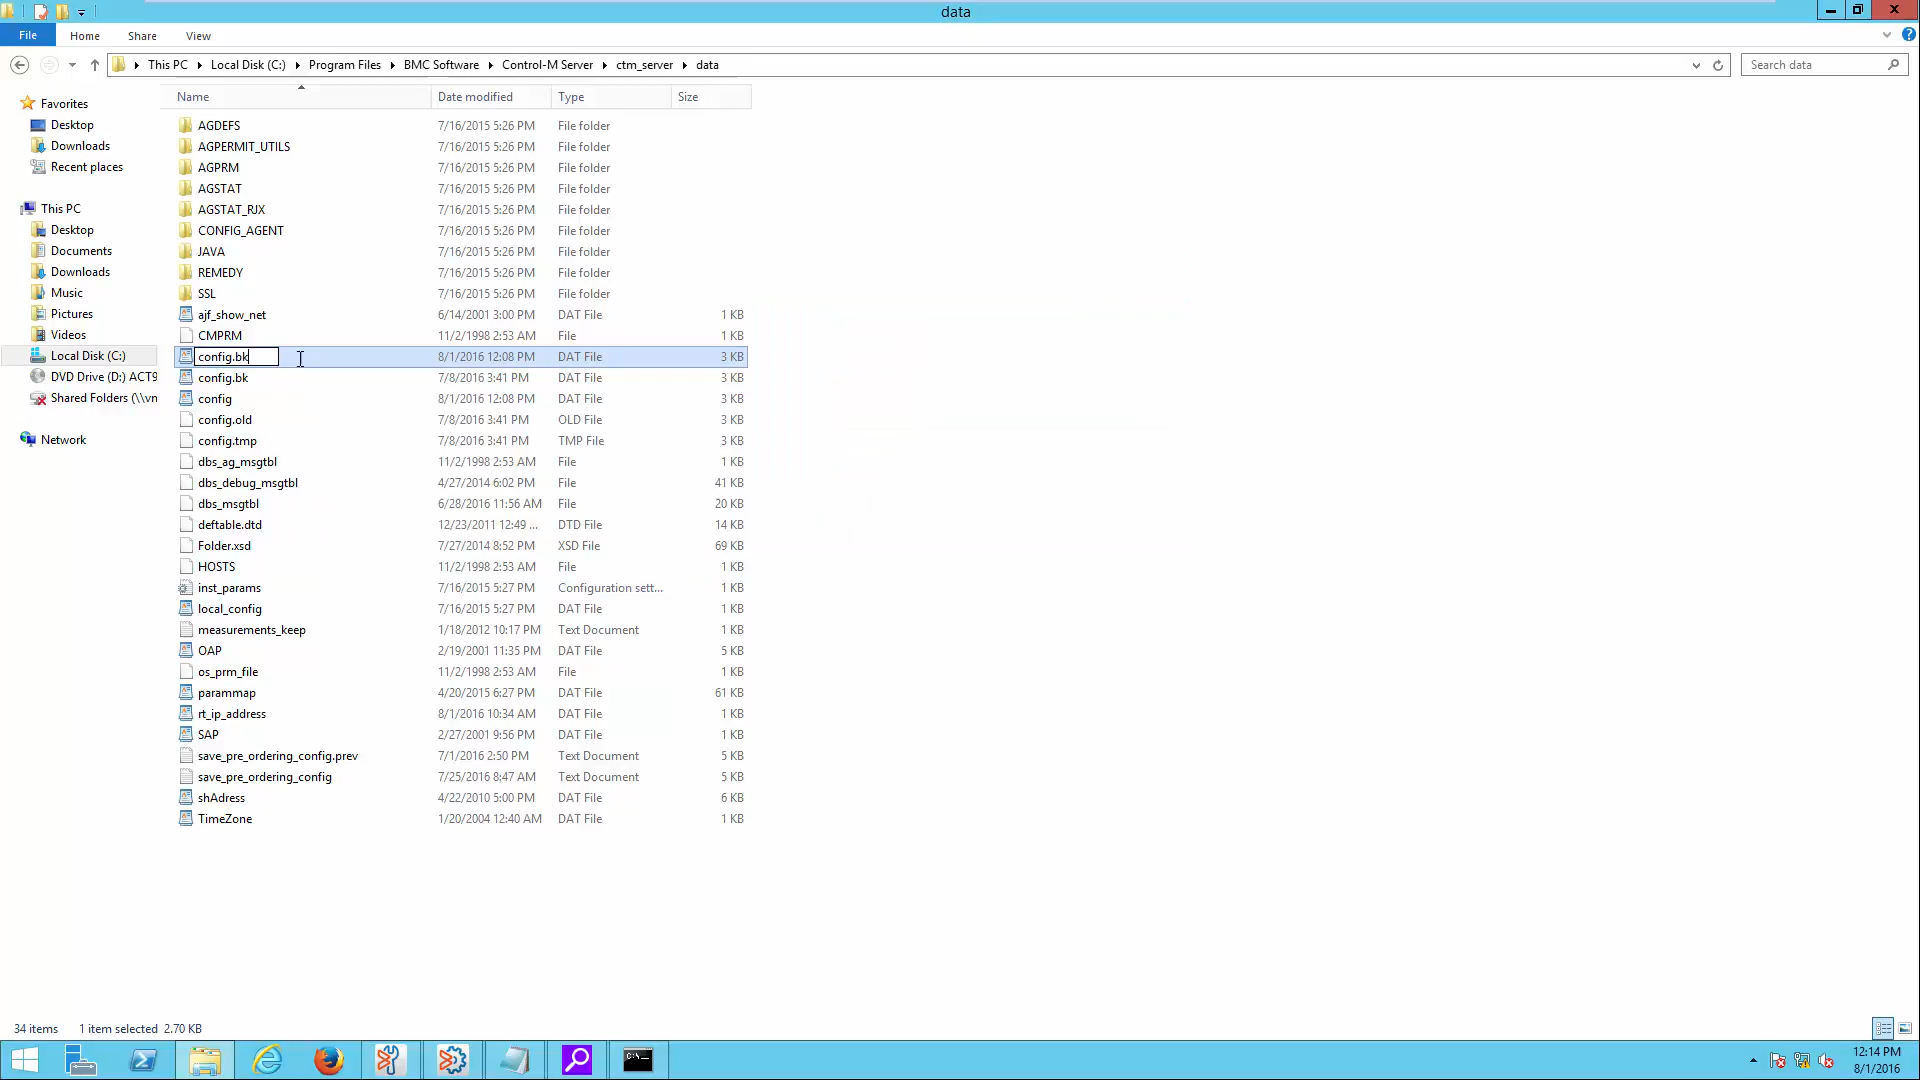 data
File Home Share View
This PC Local Disk (C:) Program Files BMC Software Control-M Server ctm_server data Search data
Name Date modified Type Size
Favorites
Desktop
Downloads
Recent places
This PC
Desktop
Documents
Downloads
Music
Pictures
Videos
Local Disk (C:)
DVD Drive (D:) ACT9
Shared Folders (\\vn
Network
AGDEFS 7/16/2015 5:26 PM File folder
AGPERMIT_UTILS 7/16/2015 5:26 PM File folder
AGPRM 7/16/2015 5:26 PM File folder
AGSTAT 7/16/2015 5:26 PM File folder
AGSTAT_RJX 7/16/2015 5:26 PM File folder
CONFIG_AGENT 7/16/2015 5:26 PM File folder
JAVA 7/16/2015 5:26 PM File folder
REMEDY 7/16/2015 5:26 PM File folder
SSL 7/16/2015 5:26 PM File folder
ajf_show_net 6/14/2001 3:00 PM DAT File 1 KB
CMPRM 11/2/1998 2:53 AM File 1 KB
config.bk 8/1/2016 12:08 PM DAT File 3 KB
config.bk 7/8/2016 3:41 PM DAT File 3 KB
config 8/1/2016 12:08 PM DAT File 3 KB
config.old 7/8/2016 3:41 PM OLD File 3 KB
config.tmp 7/8/2016 3:41 PM TMP File 3 KB
dbs_ag_msgtbl 11/2/1998 2:53 AM File 1 KB
dbs_debug_msgtbl 4/27/2014 6:02 PM File 41 KB
dbs_msgtbl 6/28/2016 11:56 AM File 20 KB
deftable.dtd 12/23/2011 12:49 ... DTD File 14 KB
Folder.xsd 7/27/2014 8:52 PM XSD File 69 KB
HOSTS 11/2/1998 2:53 AM File 1 KB
inst_params 7/16/2015 5:27 PM Configuration sett... 1 KB
local_config 7/16/2015 5:27 PM DAT File 1 KB
measurements_keep 1/18/2012 10:17 PM Text Document 1 KB
OAP 2/19/2001 11:35 PM DAT File 5 KB
os_prm_file 11/2/1998 2:53 AM File 1 KB
parammap 4/20/2015 6:27 PM DAT File 61 KB
rt_ip_address 8/1/2016 10:34 AM DAT File 1 KB
SAP 2/27/2001 9:56 PM DAT File 1 KB
save_pre_ordering_config.prev 7/1/2016 2:50 PM Text Document 5 KB
save_pre_ordering_config 7/25/2016 8:47 AM Text Document 5 KB
shAdress 4/22/2010 5:00 PM DAT File 6 KB
TimeZone 1/20/2004 12:40 AM DAT File 1 KB
34 items 1 item selected 2.70 KB
12:14 PM
8/1/2016